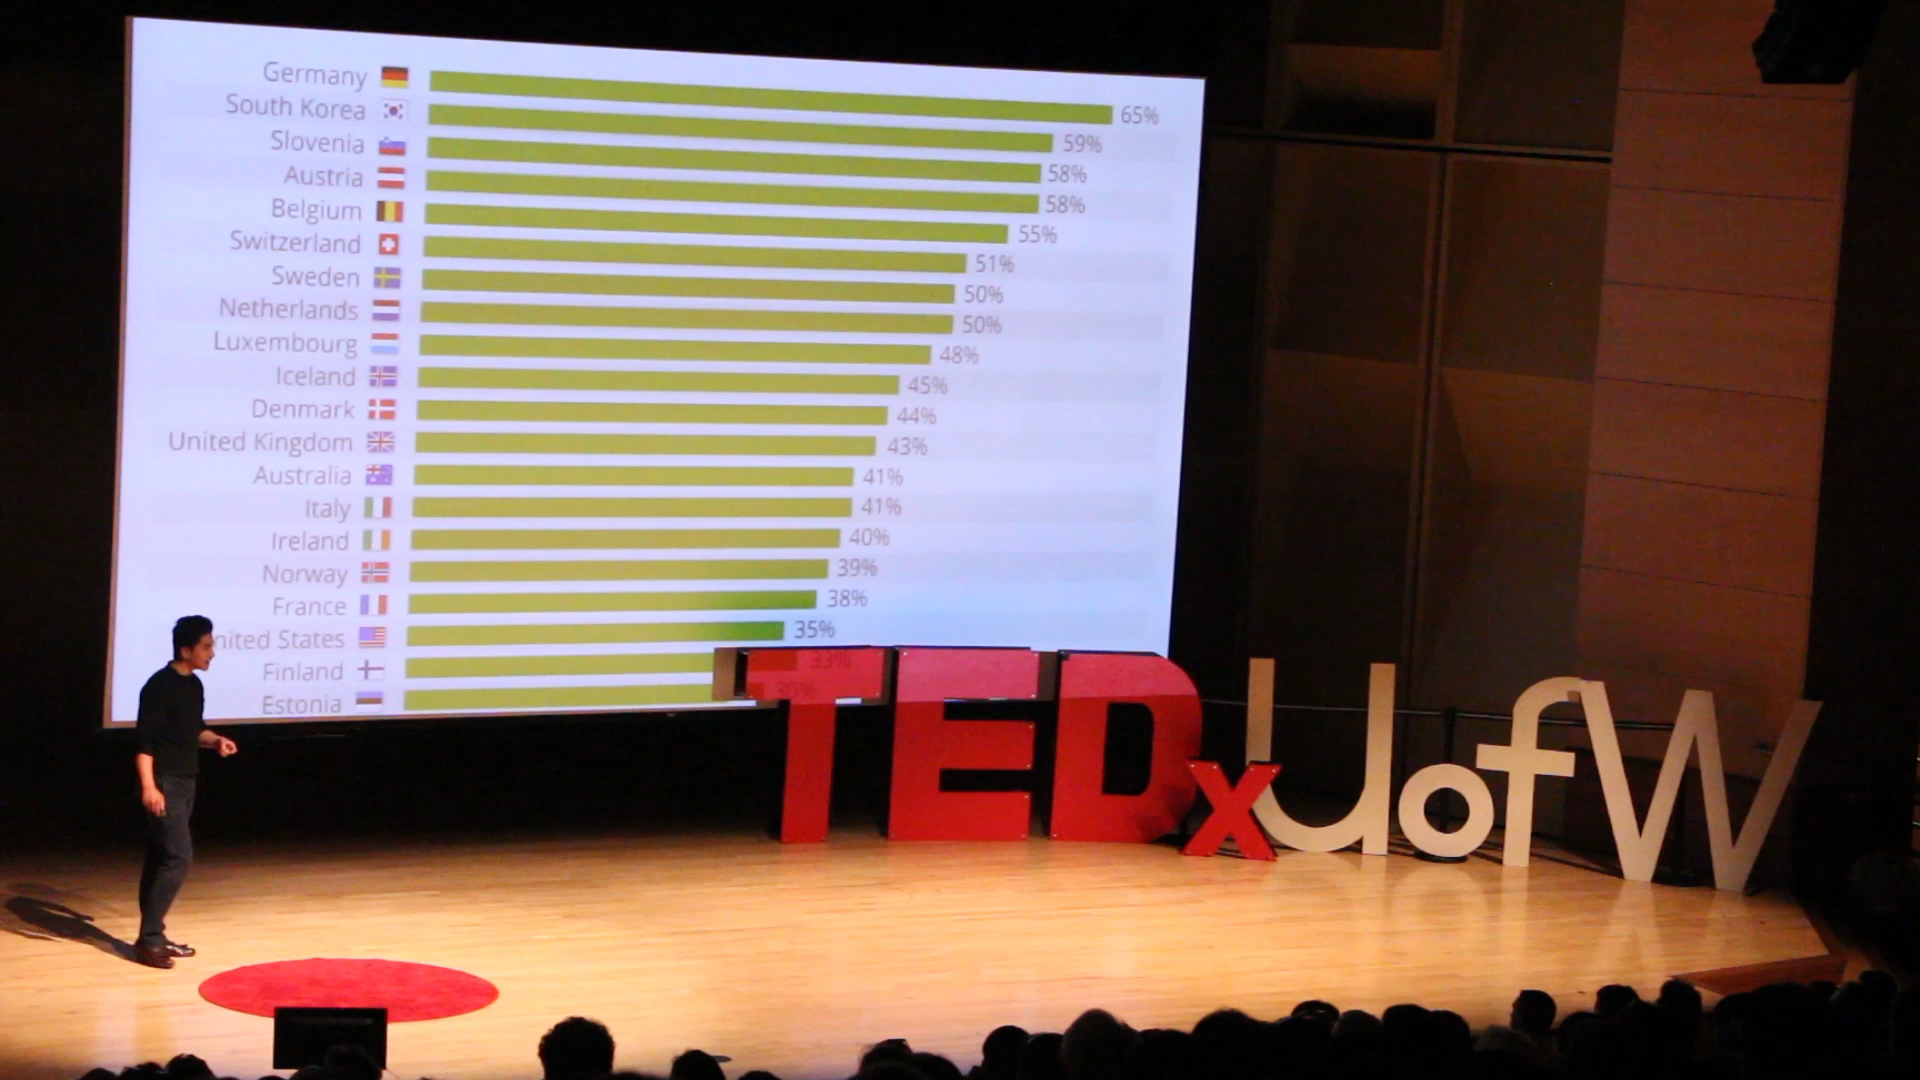 Germany 65%
South Korea 59%
Slovenia 58%
Austria 58%
Belgium 55%
Switzerland 51%
Sweden 50%
Netherlands 50%
Luxembourg 48%
Iceland 45%
Denmark 44%
United Kingdom 43%
Australia 41%
Italy 41%
Ireland 40%
Norway 39%
France 38%
nited States 35%
Finland 33%
Estonia 30%
TEDxUofW